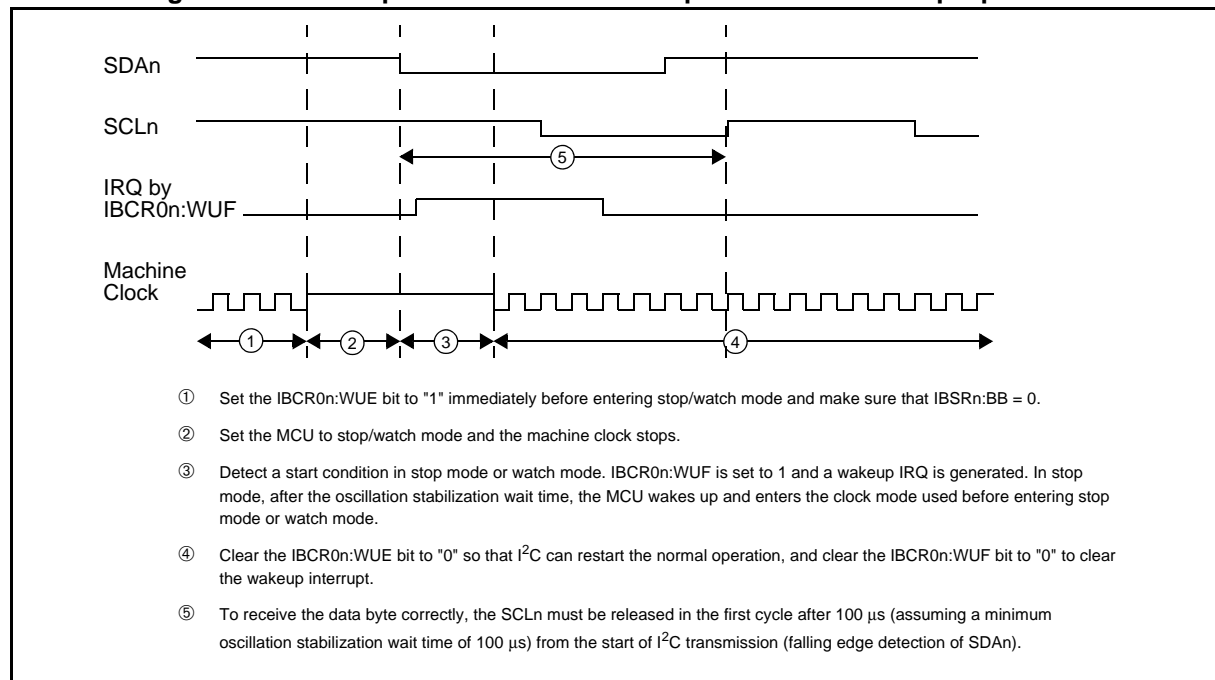 SDAn
SCLn
⑤
IRQ by
IBCR0n:WUF
Machine
Clock
① ② ③ ④
① Set the IBCR0n:WUE bit to "1" immediately before entering stop/watch mode and make sure that IBSRn:BB = 0.
② Set the MCU to stop/watch mode and the machine clock stops.
③ Detect a start condition in stop mode or watch mode. IBCR0n:WUF is set to 1 and a wakeup IRQ is generated. In stop
mode, after the oscillation stabilization wait time, the MCU wakes up and enters the clock mode used before entering stop
mode or watch mode.
④ Clear the IBCR0n:WUE bit to "0" so that I2C can restart the normal operation, and clear the IBCR0n:WUF bit to "0" to clear
the wakeup interrupt.
⑤ To receive the data byte correctly, the SCLn must be released in the first cycle after 100 μs (assuming a minimum
oscillation stabilization wait time of 100 μs) from the start of I2C transmission (falling edge detection of SDAn).